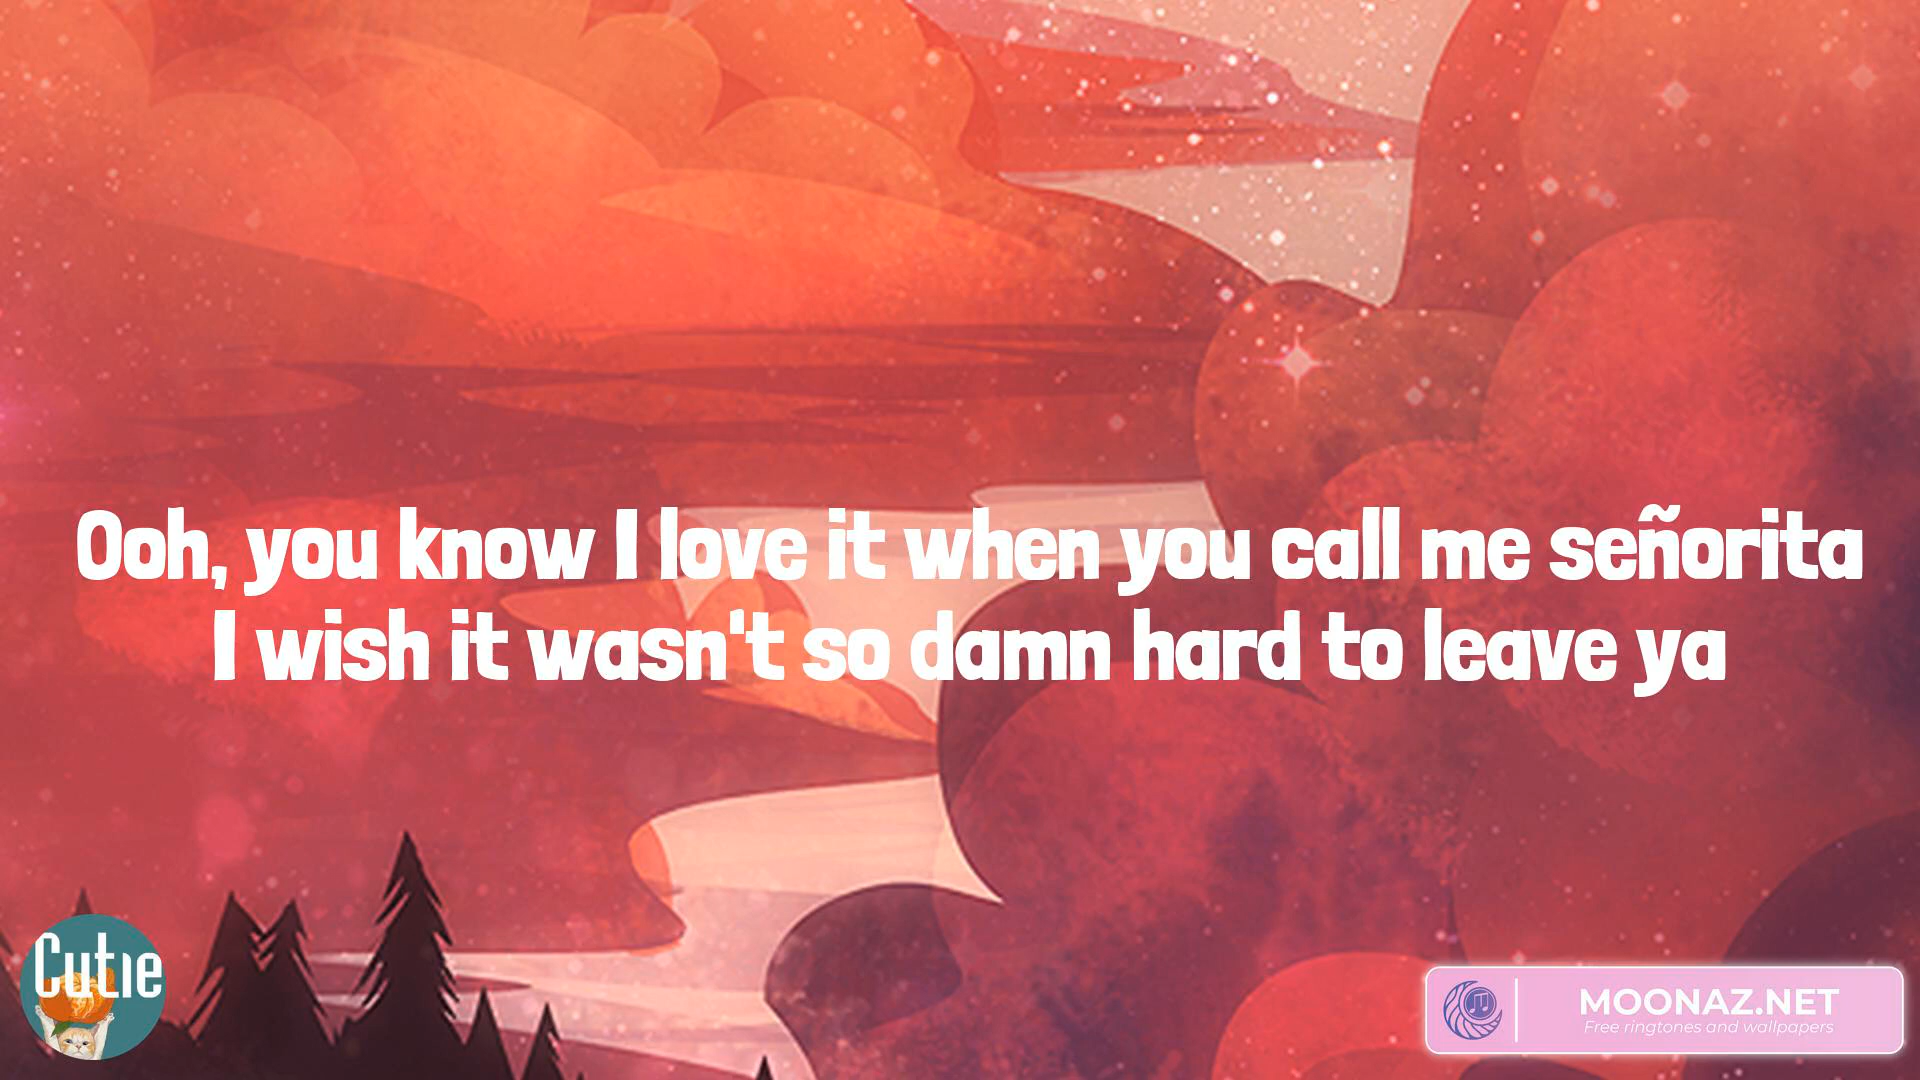 Ooh, you know I love it when you call me señorita
I wish it wasn't so damn hard to leave ya
Cutie
MOONAZ.NET
Free ringtones and wallpapers